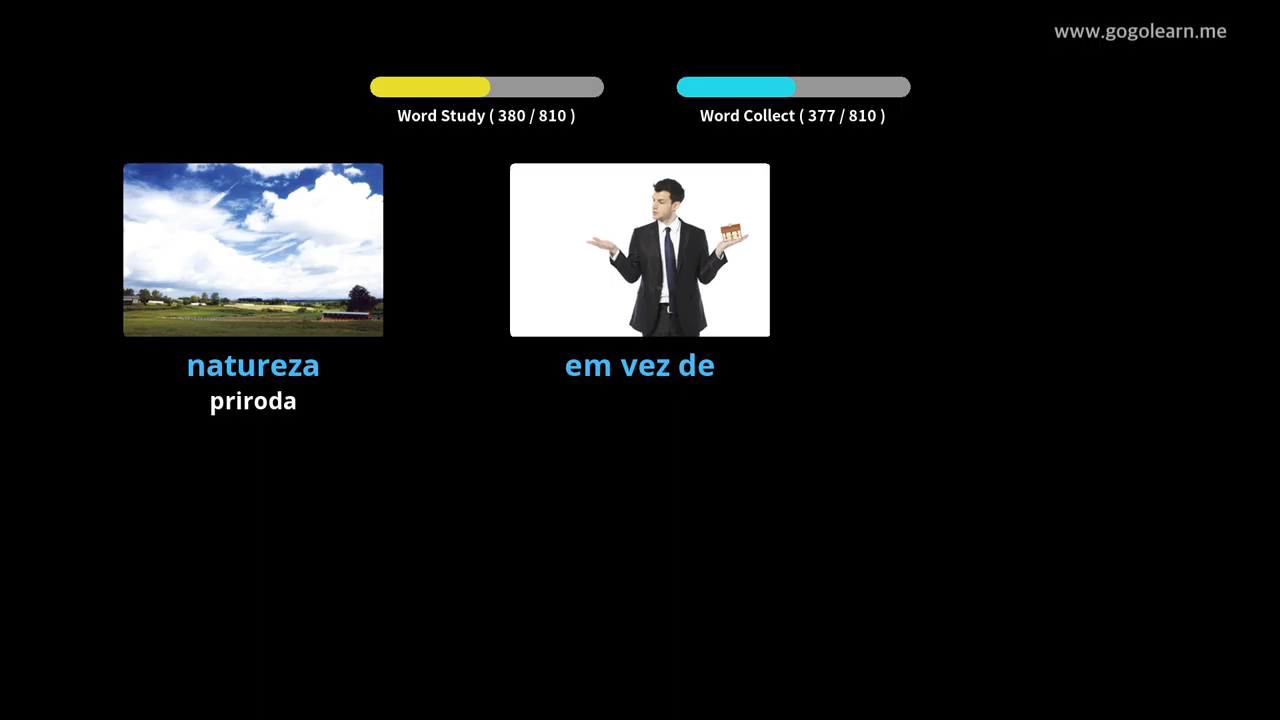 www.gogolearn.me
Word Study ( 380 / 810 )
Word Collect ( 377 / 810 )
natureza
priroda
em vez de